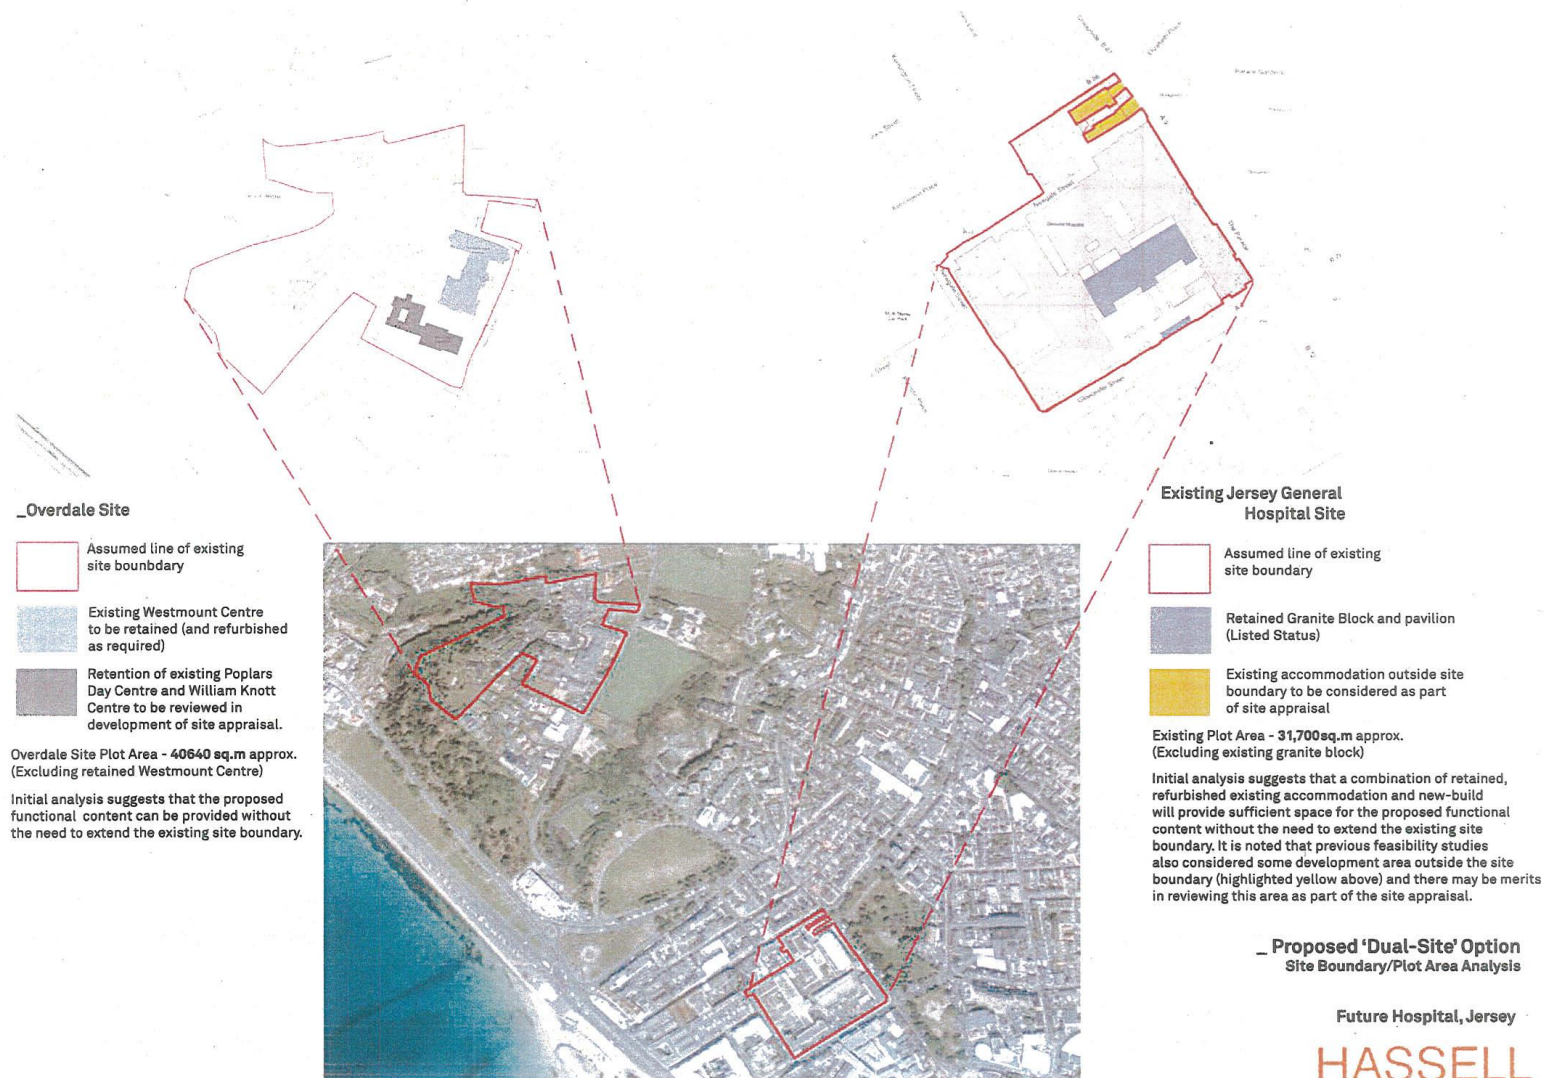 _Overdale Site
Assumed line of existing
site bounbdary
Existing Westmount Centre
to be retained (and refurbished
as required)
Retention of existing Poplars
Day Centre and William Knott
Centre to be reviewed in
development of site appraisal.
Overdale Site Plot Area - 40640 sq.m approx.
(Excluding retained Westmount Centre)
Initial analysis suggests that the proposed
functional content can be provided without
the need to extend the existing site boundary.
Newgate Street
The Parade
Gloucester Street
Existing Jersey General
Hospital Site
Assumed line of existing
site boundary
Retained Granite Block and pavilion
(Listed Status)
Existing accommodation outside site
boundary to be considered as part
of site appraisal
Existing Plot Area - 31,700sq.m approx.
(Excluding existing granite block)
Initial analysis suggests that a combination of retained,
refurbished existing accommodation and new-build
will provide sufficient space for the proposed functional
content without the need to extend the existing site
boundary. It is noted that previous feasibility studies
also considered some development area outside the site
boundary (highlighted yellow above) and there may be merits
in reviewing this area as part of the site appraisal.
_ Proposed 'Dual-Site' Option
Site Boundary/Plot Area Analysis
Future Hospital, Jersey
HASSELL